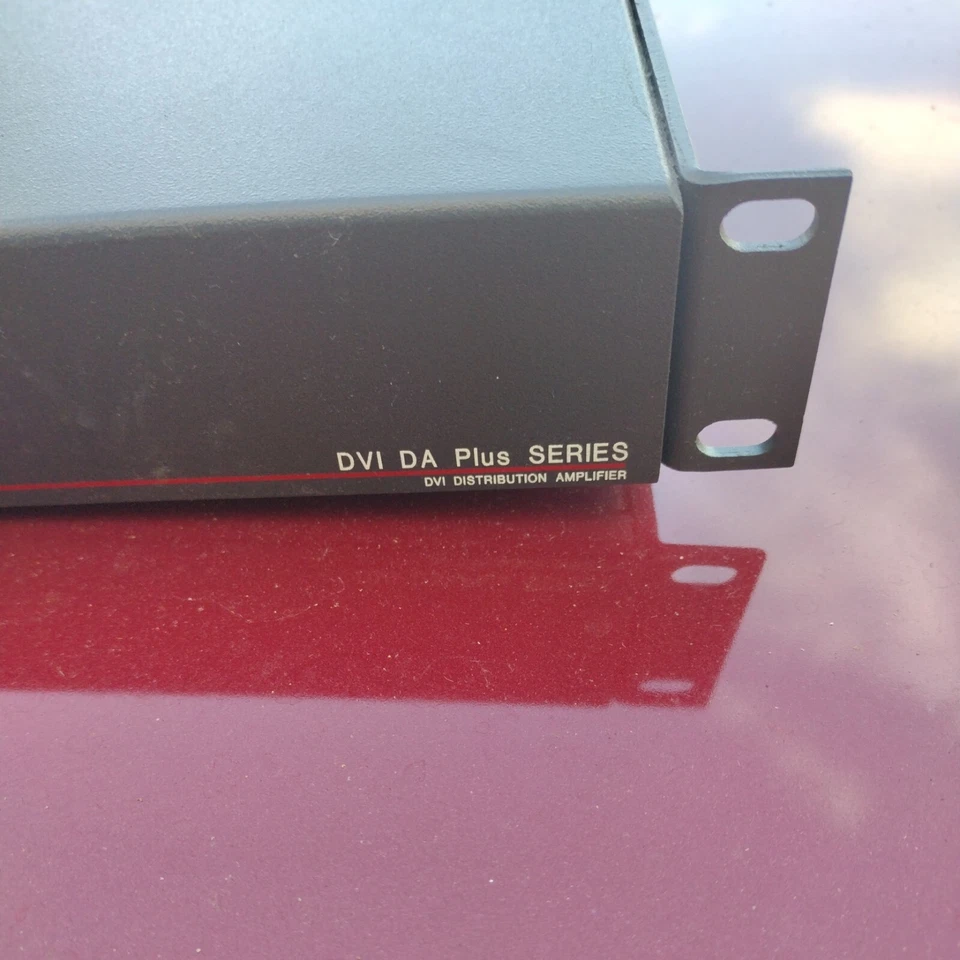 DVI DA Plus SERIES
DVI DISTRIBUTION AMPLIFIER